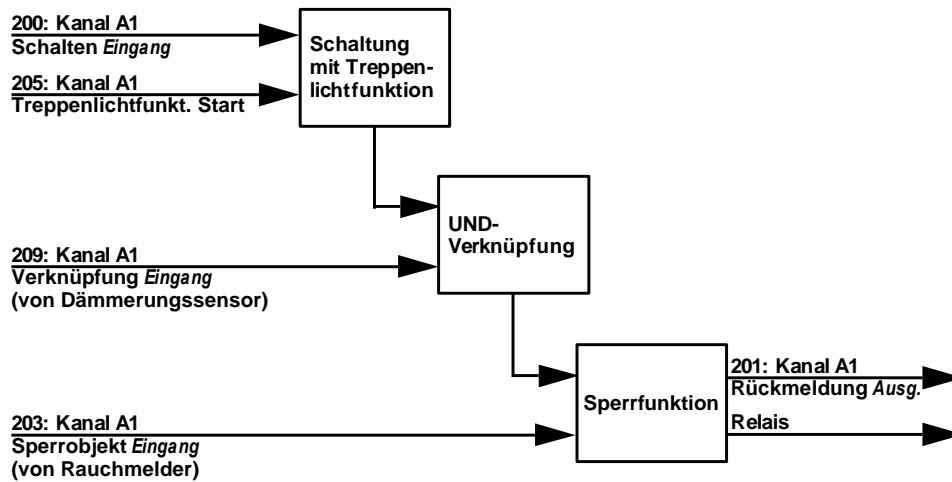 200: Kanal A1
Schalten Eingang
205: Kanal A1
Treppenlichtfunkt. Start
Schaltung
mit Treppen-
lichtfunktion
UND-
Verknüpfung
209: Kanal A1
Verknüpfung Eingang
(von Dämmerungssensor)
Sperrfunktion
201: Kanal A1
Rückmeldung Ausg.
Relais
203: Kanal A1
Sperrobjekt Eingang
(von Rauchmelder)